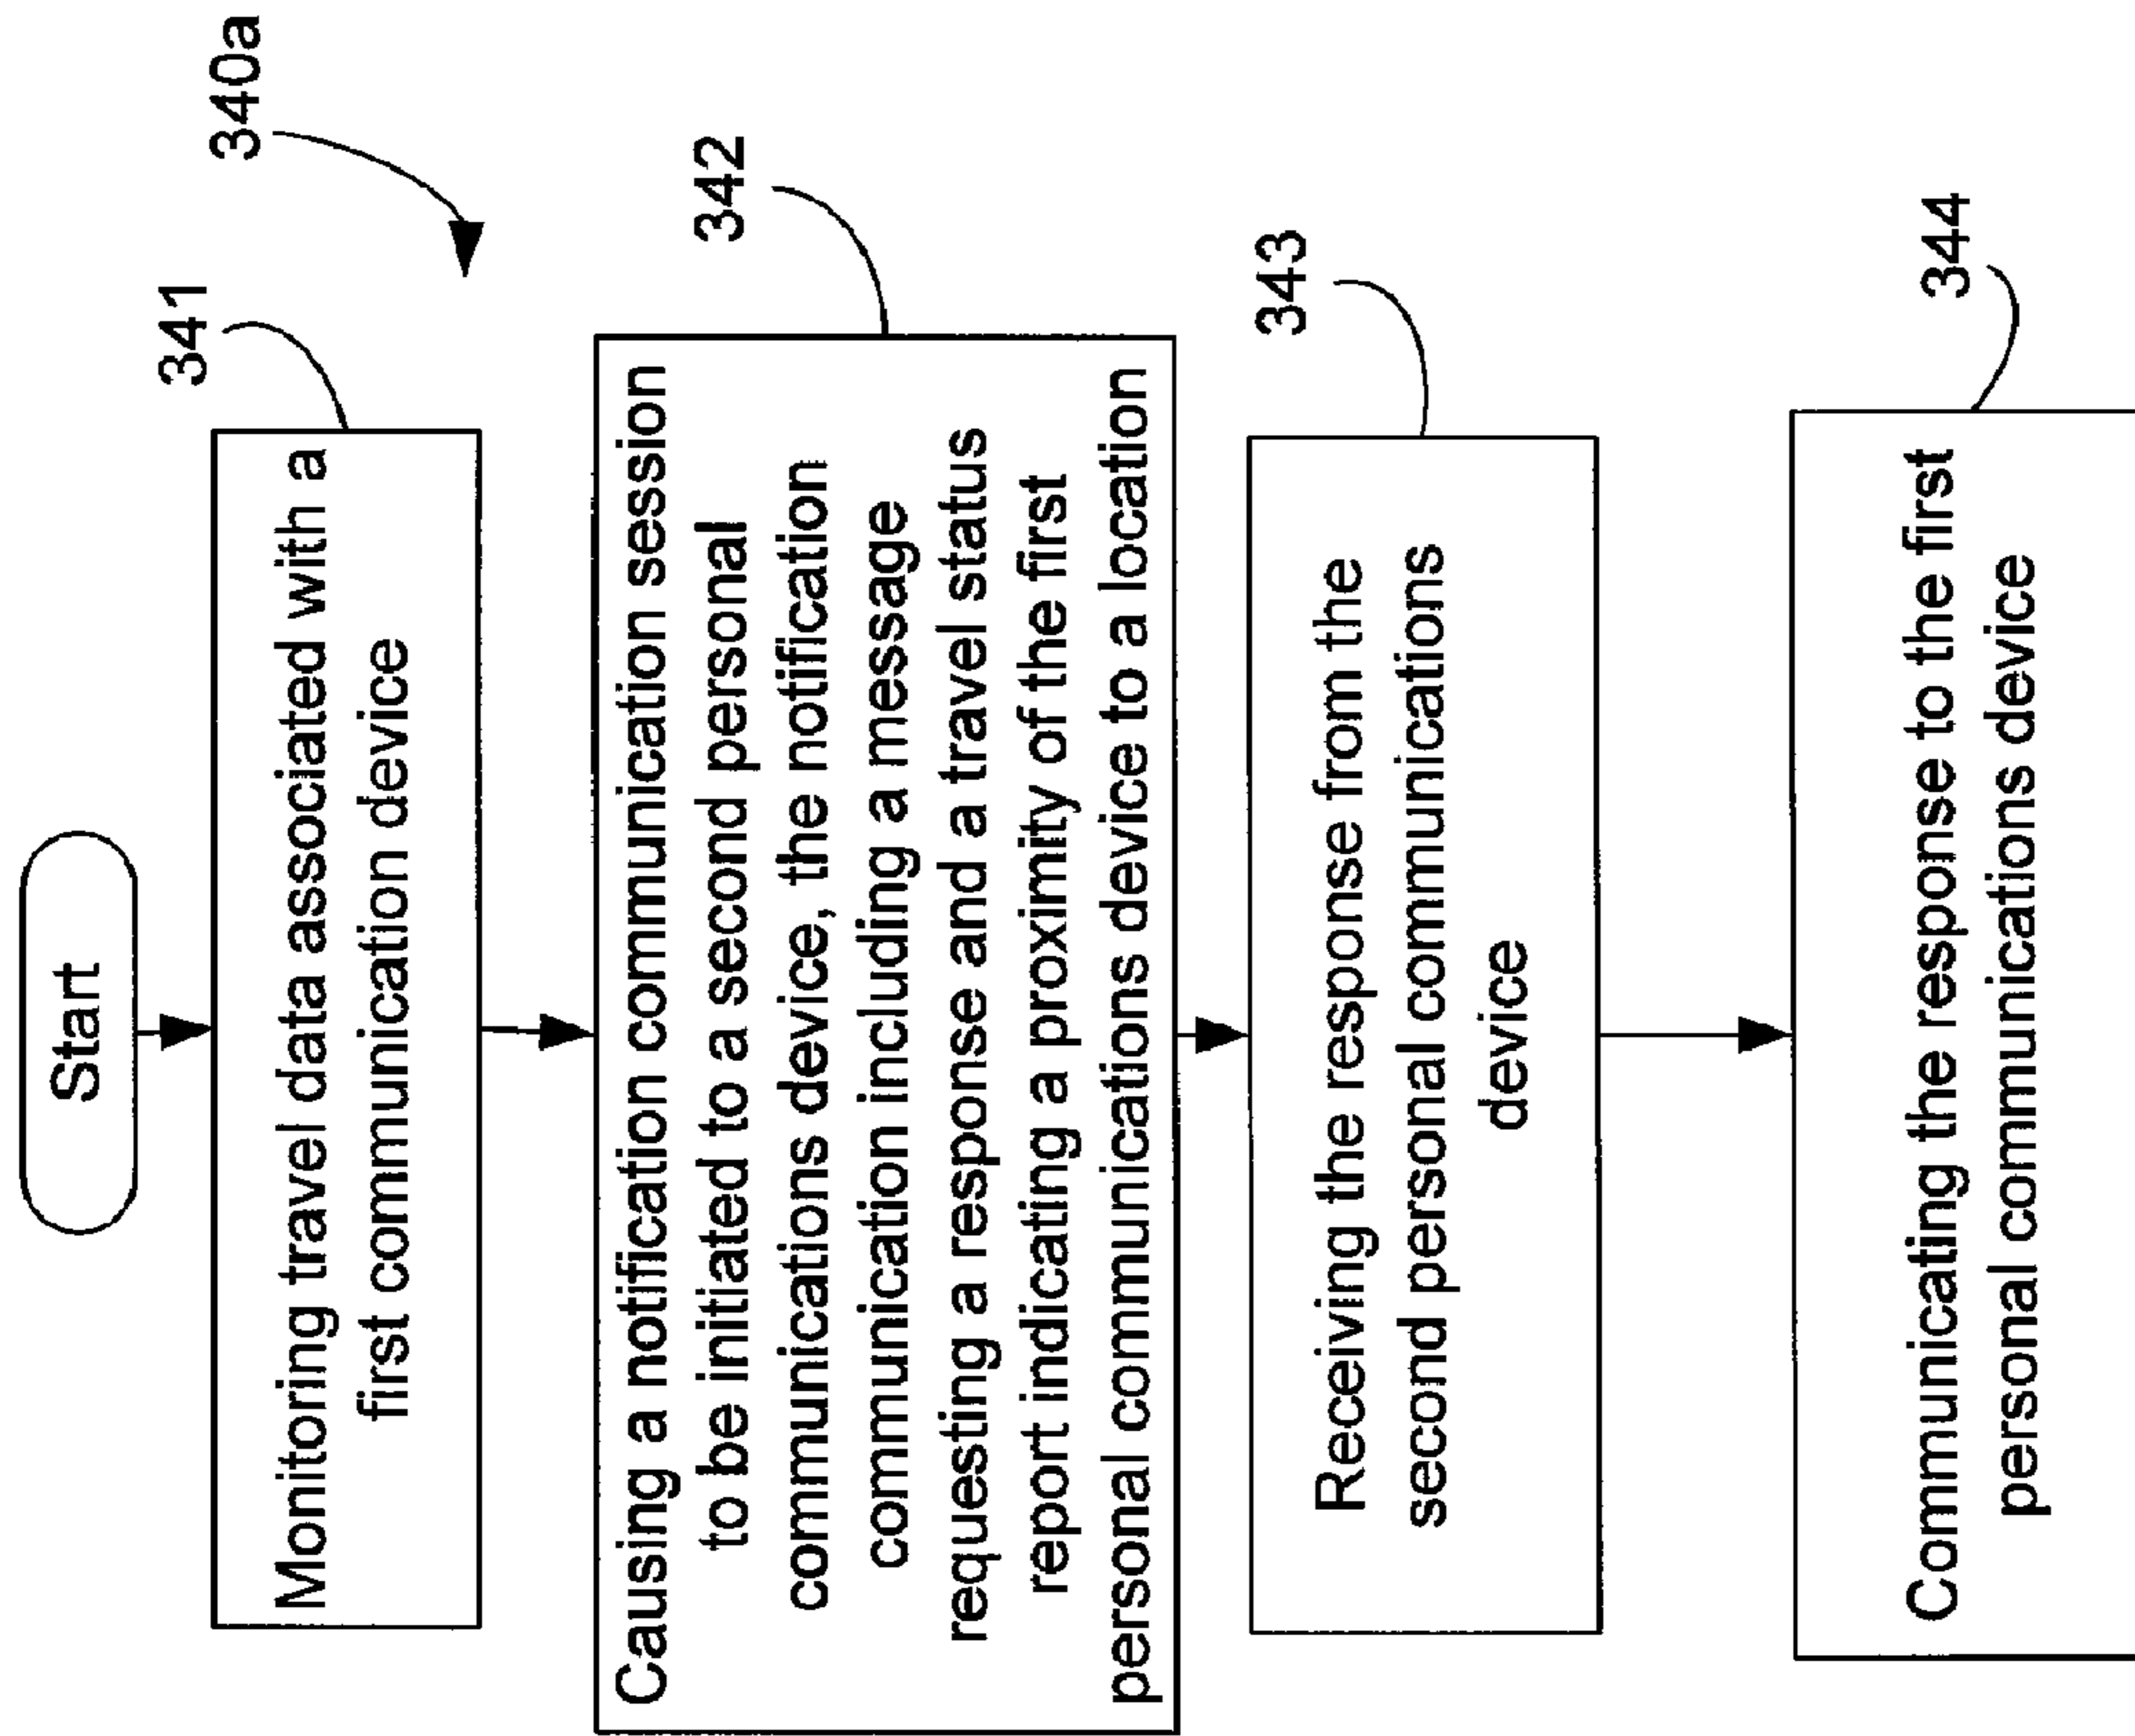 Start
340a
341
Monitoring travel data associated with a
first communication device
342
Causing a notification communication session
to be initiated to a second personal
communications device, the notification
communication including a message
requesting a response and a travel status
report indicating a proximity of the first
personal communications device to a location
343
Receiving the response from the
second personal communications
device
344
Communicating the response to the first
personal communications device